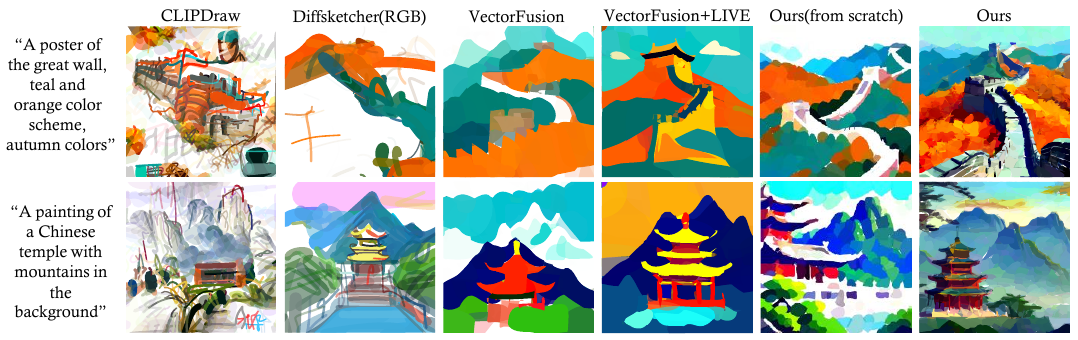 CLIPDraw
Diffsketcher(RGB)
VectorFusion
VectorFusion+LIVE
Ours(from scratch)
Ours
“A poster of
the great wall,
teal and
orange color
scheme,
autumn colors”
“A painting of
a Chinese
temple with
mountains in
the
background”